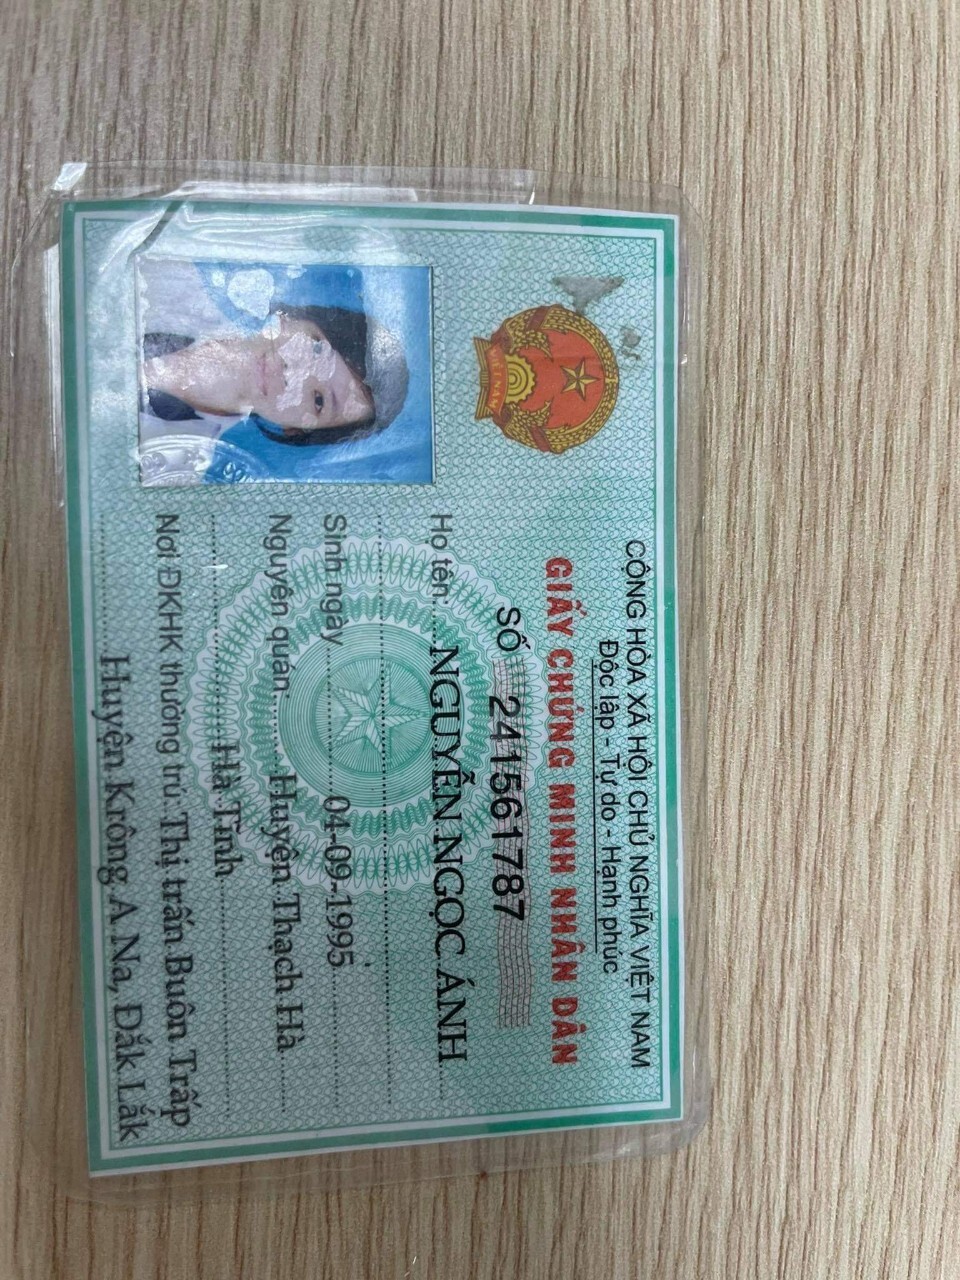 CỘNG HÒA XÃ HỘI CHỦ NGHĨA VIỆT NAM
Độc lập - Tự do - Hạnh phúc
GIẤY CHỨNG MINH NHÂN DÂN
SỐ 241561787
Họ tên: NGUYỄN NGỌC ÁNH
Sinh ngày 04-09-1995
Nguyên quán Huyện Thạch Hà
Hà Tĩnh
Nơi ĐKHK thường trú: Thị trấn Buôn Trấp
Huyện Krông A Na, Đắk Lắk
VIỆT NAM